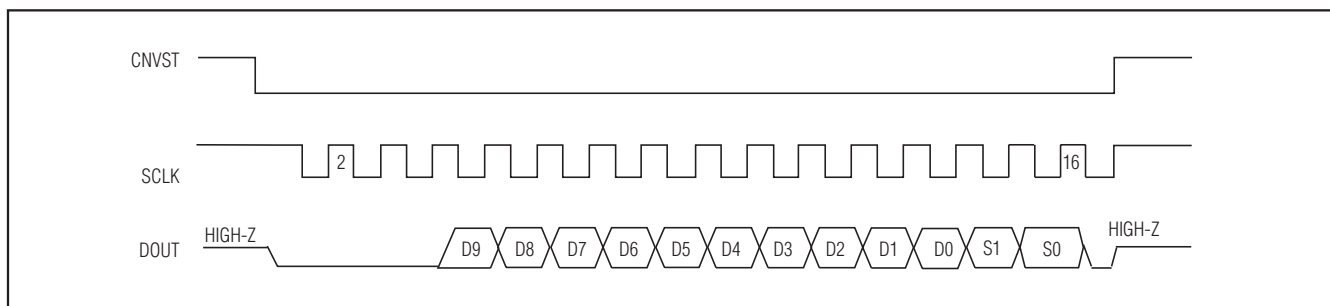 CNVST
SCLK 2 16
DOUT HIGH-Z D9 D8 D7 D6 D5 D4 D3 D2 D1 D0 S1 S0 HIGH-Z